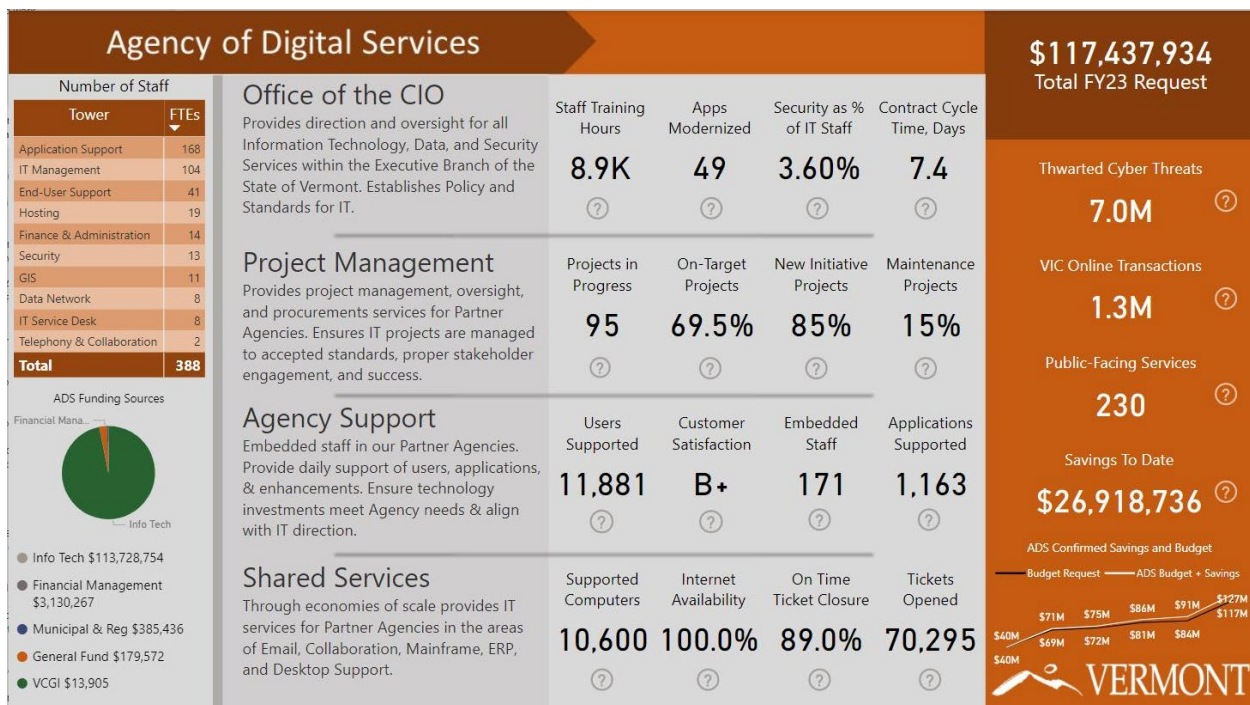 Agency of Digital Services
$117,437,934
Total FY23 Request
Number of Staff
Tower FTEs
Application Support 168
IT Management 104
End-User Support 41
Hosting 19
Finance & Administration 14
Security 13
GIS 11
Data Network 8
IT Service Desk 8
Telephony & Collaboration 2
Total 388
ADS Funding Sources
Financial Mana...
Info Tech
Info Tech $113,728,754
Financial Management
$3,130,267
Municipal & Reg $385,436
General Fund $179,572
VCGI $13,905
Office of the CIO
Provides direction and oversight for all
Information Technology, Data, and Security
Services within the Executive Branch of the
State of Vermont. Establishes Policy and
Standards for IT.
Staff Training
Hours
8.9K
?
Apps
Modernized
49
?
Security as %
of IT Staff
3.60%
?
Contract Cycle
Time, Days
7.4
?
Project Management
Provides project management, oversight,
and procurements services for Partner
Agencies. Ensures IT projects are managed
to accepted standards, proper stakeholder
engagement, and success.
Projects in
Progress
95
?
On-Target
Projects
69.5%
?
New Initiative
Projects
85%
?
Maintenance
Projects
15%
?
Agency Support
Embedded staff in our Partner Agencies.
Provide daily support of users, applications,
& enhancements. Ensure technology
investments meet Agency needs & align
with IT direction.
Users
Supported
11,881
?
Customer
Satisfaction
B+
?
Embedded
Staff
171
?
Applications
Supported
1,163
?
Shared Services
Through economies of scale provides IT
services for Partner Agencies in the areas
of Email, Collaboration, Mainframe, ERP,
and Desktop Support.
Supported
Computers
10,600
?
Internet
Availability
100.0%
?
On Time
Ticket Closure
89.0%
?
Tickets
Opened
70,295
?
Thwarted Cyber Threats
7.0M
?
VIC Online Transactions
1.3M
?
Public-Facing Services
230
?
Savings To Date
$26,918,736
?
ADS Confirmed Savings and Budget
Budget Request ADS Budget + Savings
$40M $71M $75M $86M $91M $127M
$40M $69M $72M $81M $84M $117M
VERMONT